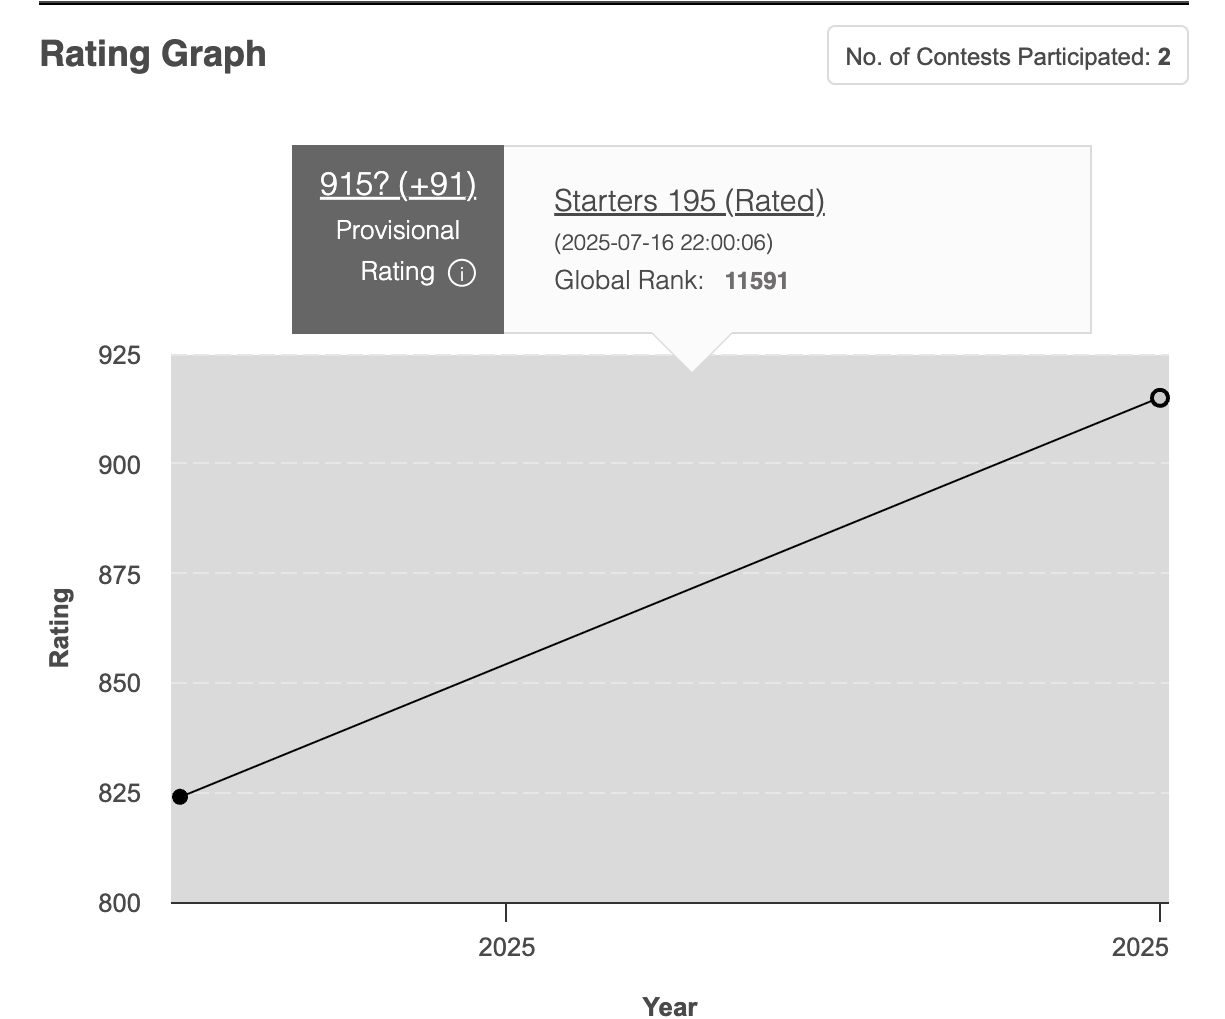 Rating Graph
No. of Contests Participated: 2
915? (+91)
Provisional
Rating i
Starters 195 (Rated)
(2025-07-16 22:00:06)
Global Rank: 11591
925
900
875
850
825
800
Rating
2025
2025
Year